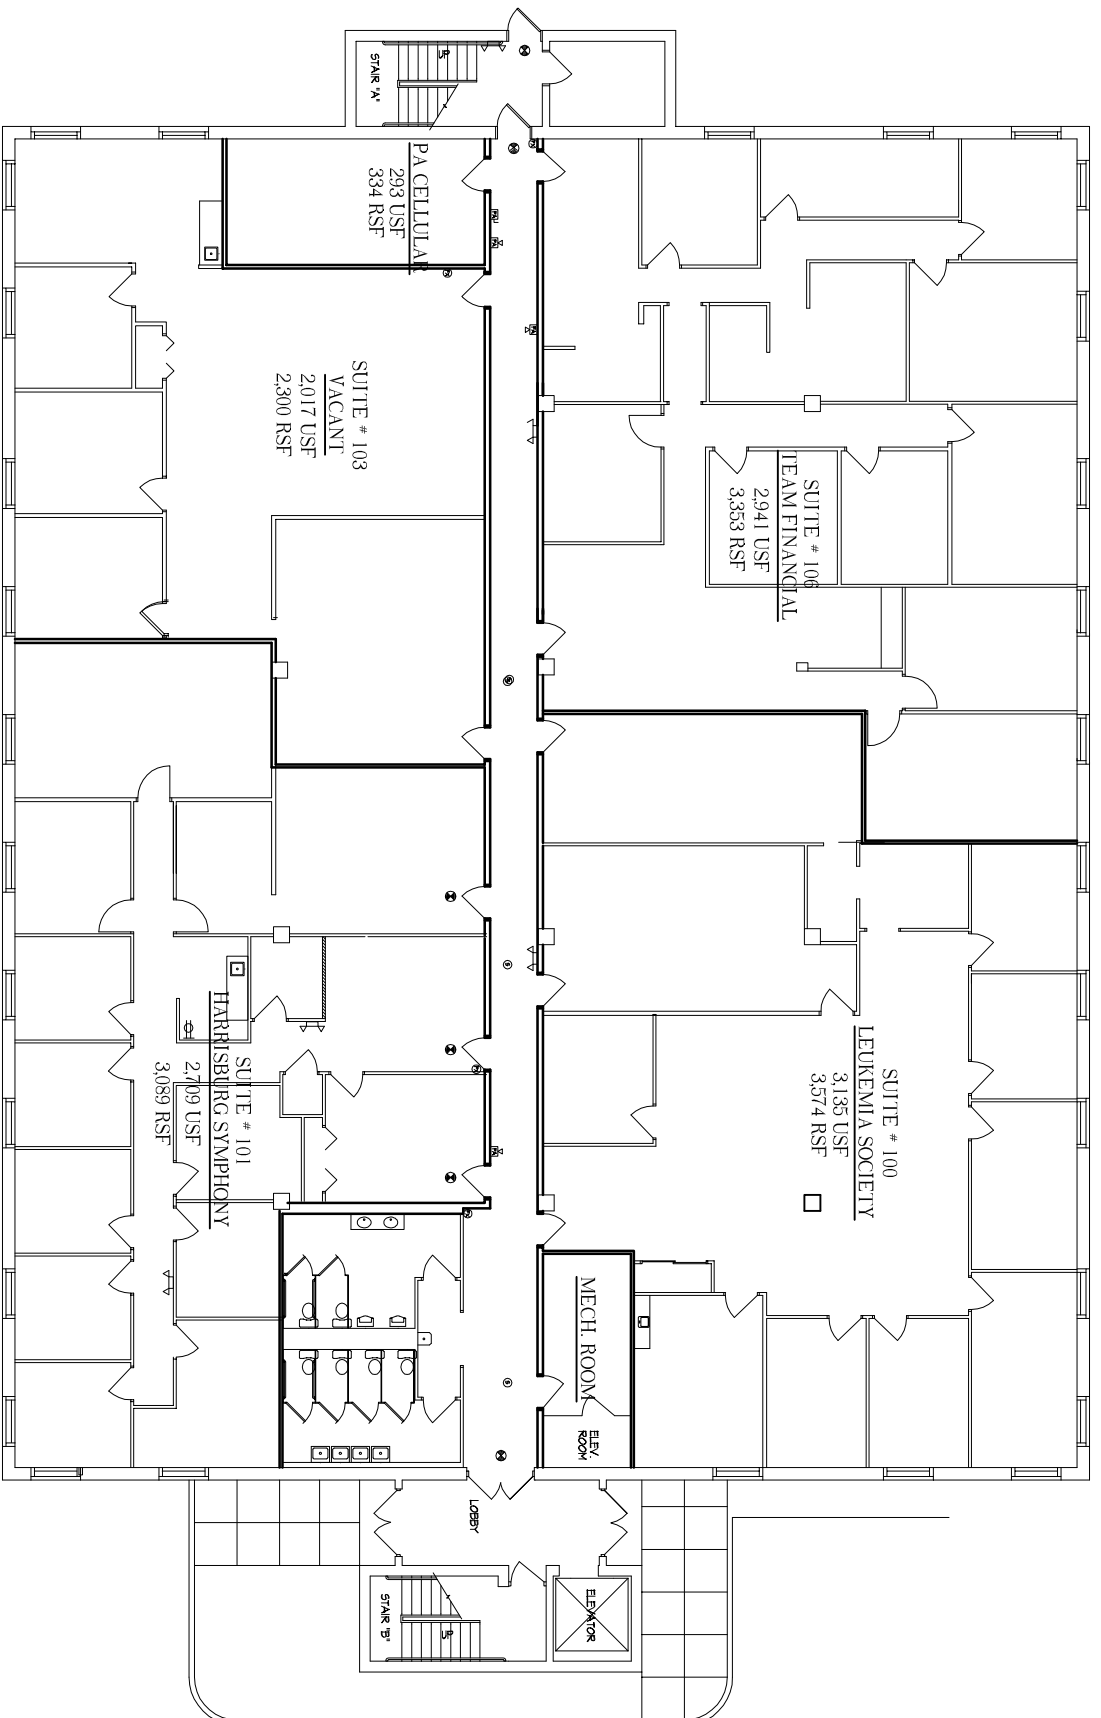 STAIR "A"
UP
PA CELLULAR
293 USF
334 RSF
SUITE # 103
VACANT
2,017 USF
2,300 RSF
SUITE # 106
TEAM FINANCIAL
2,941 USF
3,353 RSF
SUITE # 100
LEUKEMIA SOCIETY
3,135 USF
3,574 RSF
SUITE # 101
HARRISBURG SYMPHONY
2,709 USF
3,089 RSF
MECH. ROOM
ELEV.
ROOM
LOBBY
ELEVATOR
STAIR "B"
UP